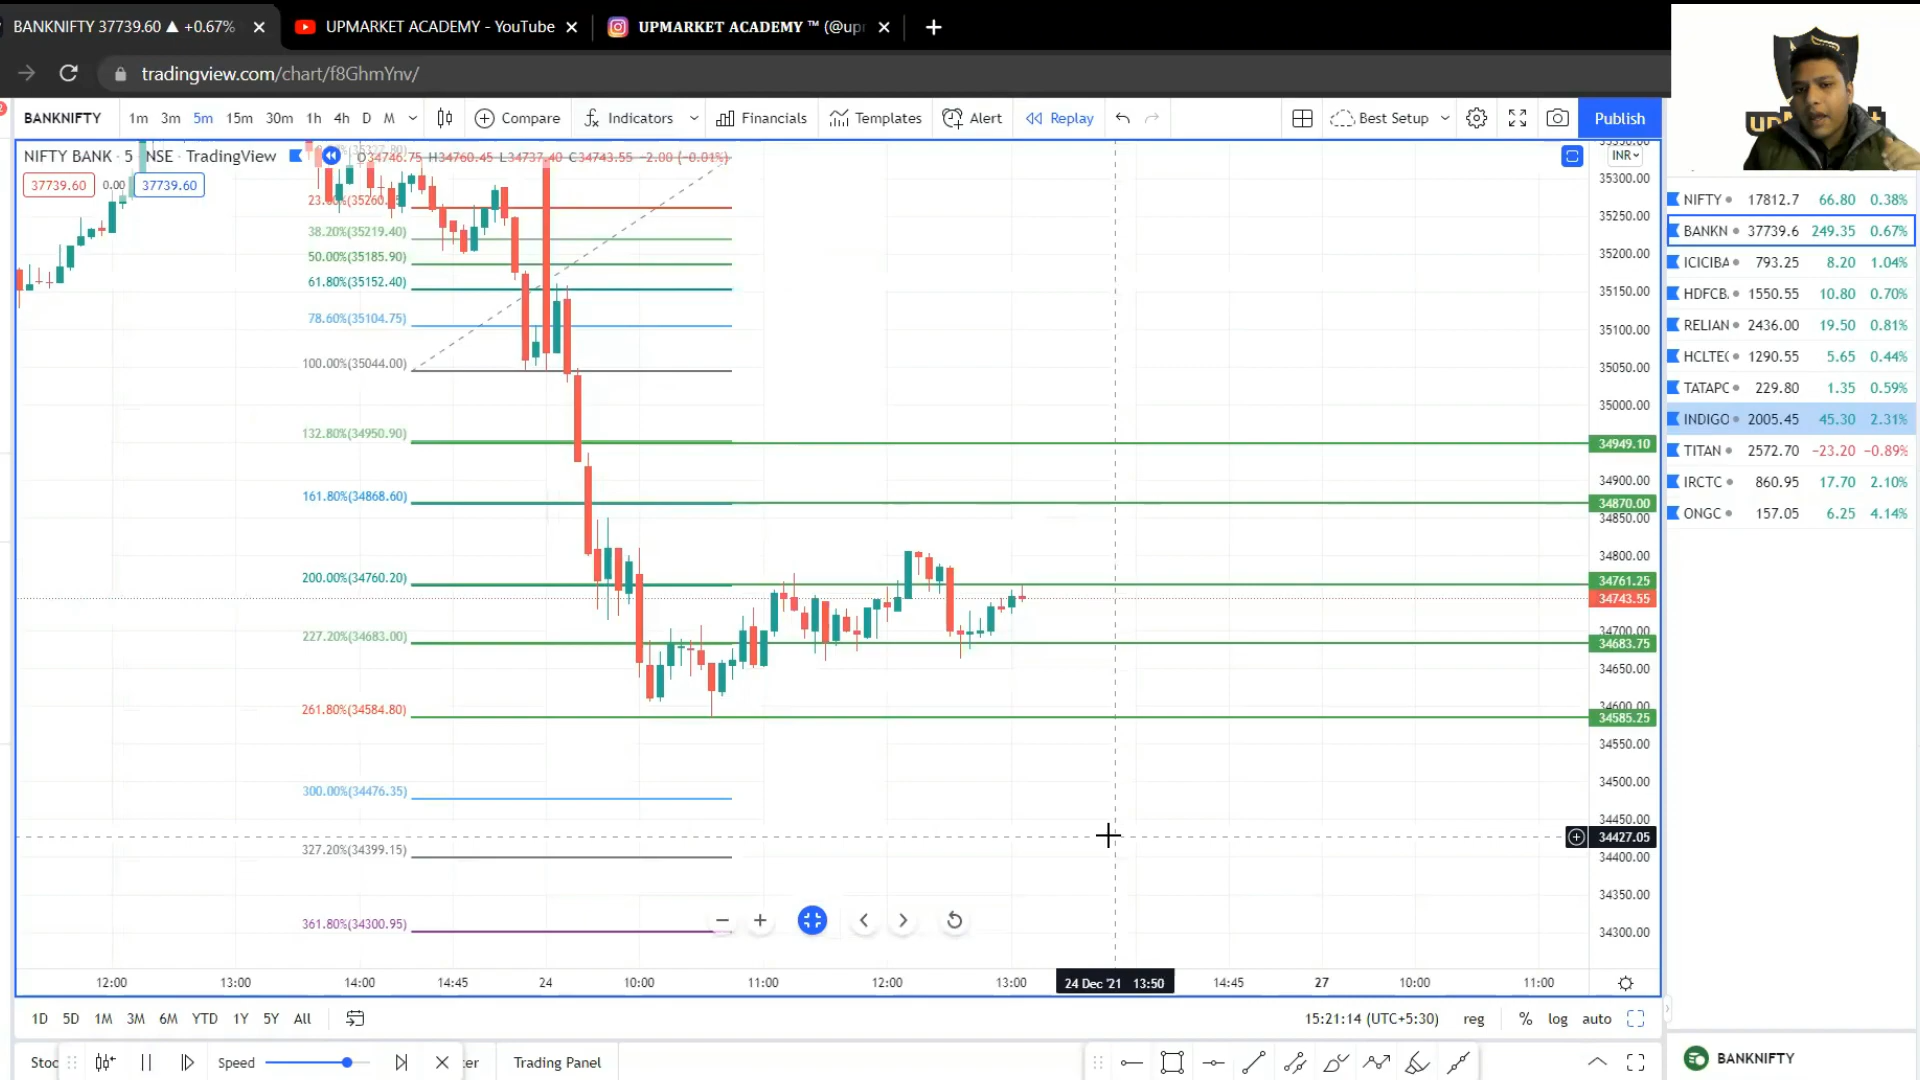 BANKNIFTY 37739.60 ▲ +0.67%
UPMARKET ACADEMY - YouTube
UPMARKET ACADEMY ™ (@up
tradingview.com/chart/f8GhmYnv/
BANKNIFTY 1m 3m 5m 15m 30m 1h 4h D M Compare Indicators Financials Templates Alert Replay Best Setup Publish
NIFTY BANK · 5 NSE · TradingView O34746.75 H34760.45 L34737.40 C34743.55 −2.00 (−0.01%)
INR
37739.60 0.00 37739.60
38.20%(35219.40)
50.00%(35185.90)
61.80%(35152.40)
78.60%(35104.75)
100.00%(35044.00)
132.80%(34950.90)
161.80%(34868.60)
200.00%(34760.20)
227.20%(34683.00)
261.80%(34584.80)
300.00%(34476.35)
327.20%(34399.15)
361.80%(34300.95)
35300.00
35250.00
35200.00
35150.00
35100.00
35050.00
35000.00
34949.10
34900.00
34870.00
34850.00
34800.00
34761.25
34743.55
34700.00
34683.75
34650.00
34600.00
34585.25
34550.00
34500.00
34450.00
34427.05
34400.00
34350.00
34300.00
12:00 13:00 14:00 14:45 24 10:00 11:00 12:00 13:00 24 Dec '21 13:50 14:45 27 10:00 11:00
1D 5D 1M 3M 6M YTD 1Y 5Y All
15:21:14 (UTC+5:30) reg % log auto
Stoc Speed ter Trading Panel
NIFTY 17812.7 66.80 0.38%
BANKN 37739.6 249.35 0.67%
ICICIBA 793.25 8.20 1.04%
HDFCB. 1550.55 10.80 0.70%
RELIAN 2436.00 19.50 0.81%
HCLTE( 1290.55 5.65 0.44%
TATAPC 229.80 1.35 0.59%
INDIGO 2005.45 45.30 2.31%
TITAN 2572.70 −23.20 −0.89%
IRCTC 860.95 17.70 2.10%
ONGC 157.05 6.25 4.14%
BANKNIFTY